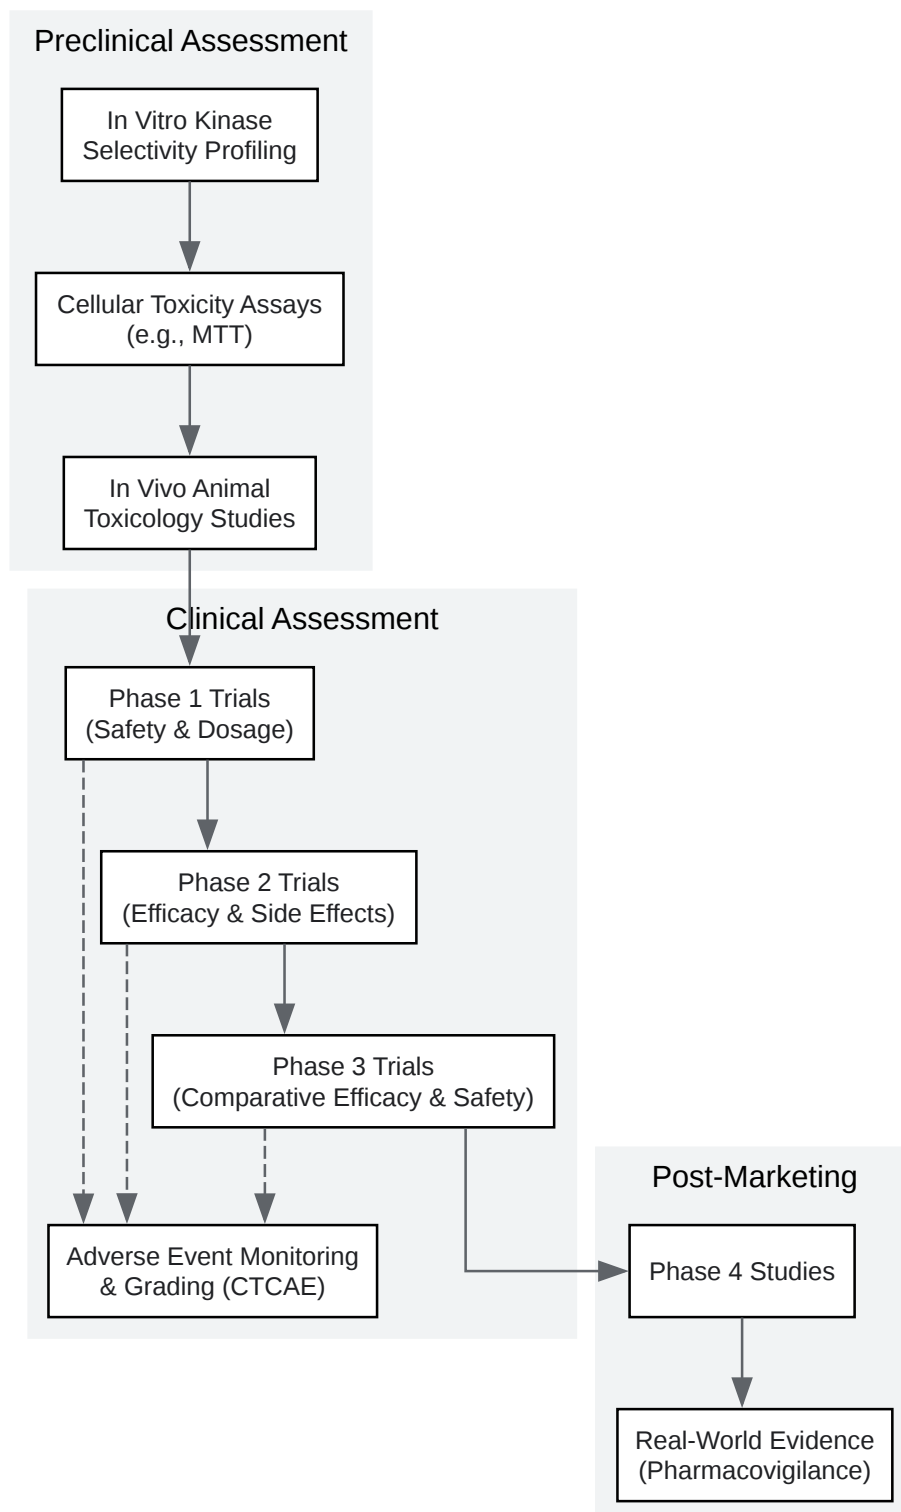 Preclinical Assessment
In Vitro Kinase
Selectivity Profiling
Cellular Toxicity Assays
(e.g., MTT)
In Vivo Animal
Toxicology Studies
Clinical Assessment
Phase 1 Trials
(Safety & Dosage)
Phase 2 Trials
(Efficacy & Side Effects)
Phase 3 Trials
(Comparative Efficacy & Safety)
Adverse Event Monitoring
& Grading (CTCAE)
Post-Marketing
Phase 4 Studies
Real-World Evidence
(Pharmacovigilance)